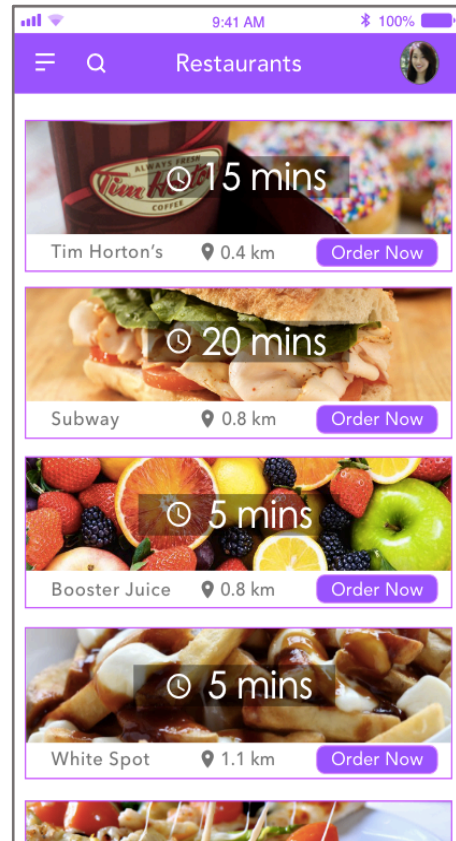 9:41 AM 100%
Restaurants
ALWAYS FRESH
Tim Horton
COFFEE
15 mins
Tim Horton's 0.4 km Order Now
20 mins
Subway 0.8 km Order Now
5 mins
Booster Juice 0.8 km Order Now
5 mins
White Spot 1.1 km Order Now